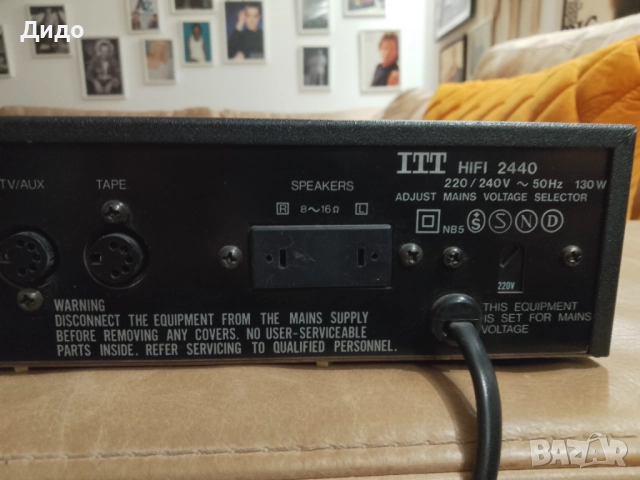 Дидо
ITT HIFI 2440
220/240V ~ 50Hz 130W
ADJUST MAINS VOLTAGE SELECTOR
TV/AUX
TAPE
SPEAKERS
R 8~16Ω L
NB5 S S N D
220V
THIS EQUIPMENT
IS SET FOR MAINS
VOLTAGE
WARNING
DISCONNECT THE EQUIPMENT FROM THE MAINS SUPPLY
BEFORE REMOVING ANY COVERS. NO USER-SERVICEABLE
PARTS INSIDE. REFER SERVICING TO QUALIFIED PERSONNEL.
BAZAR